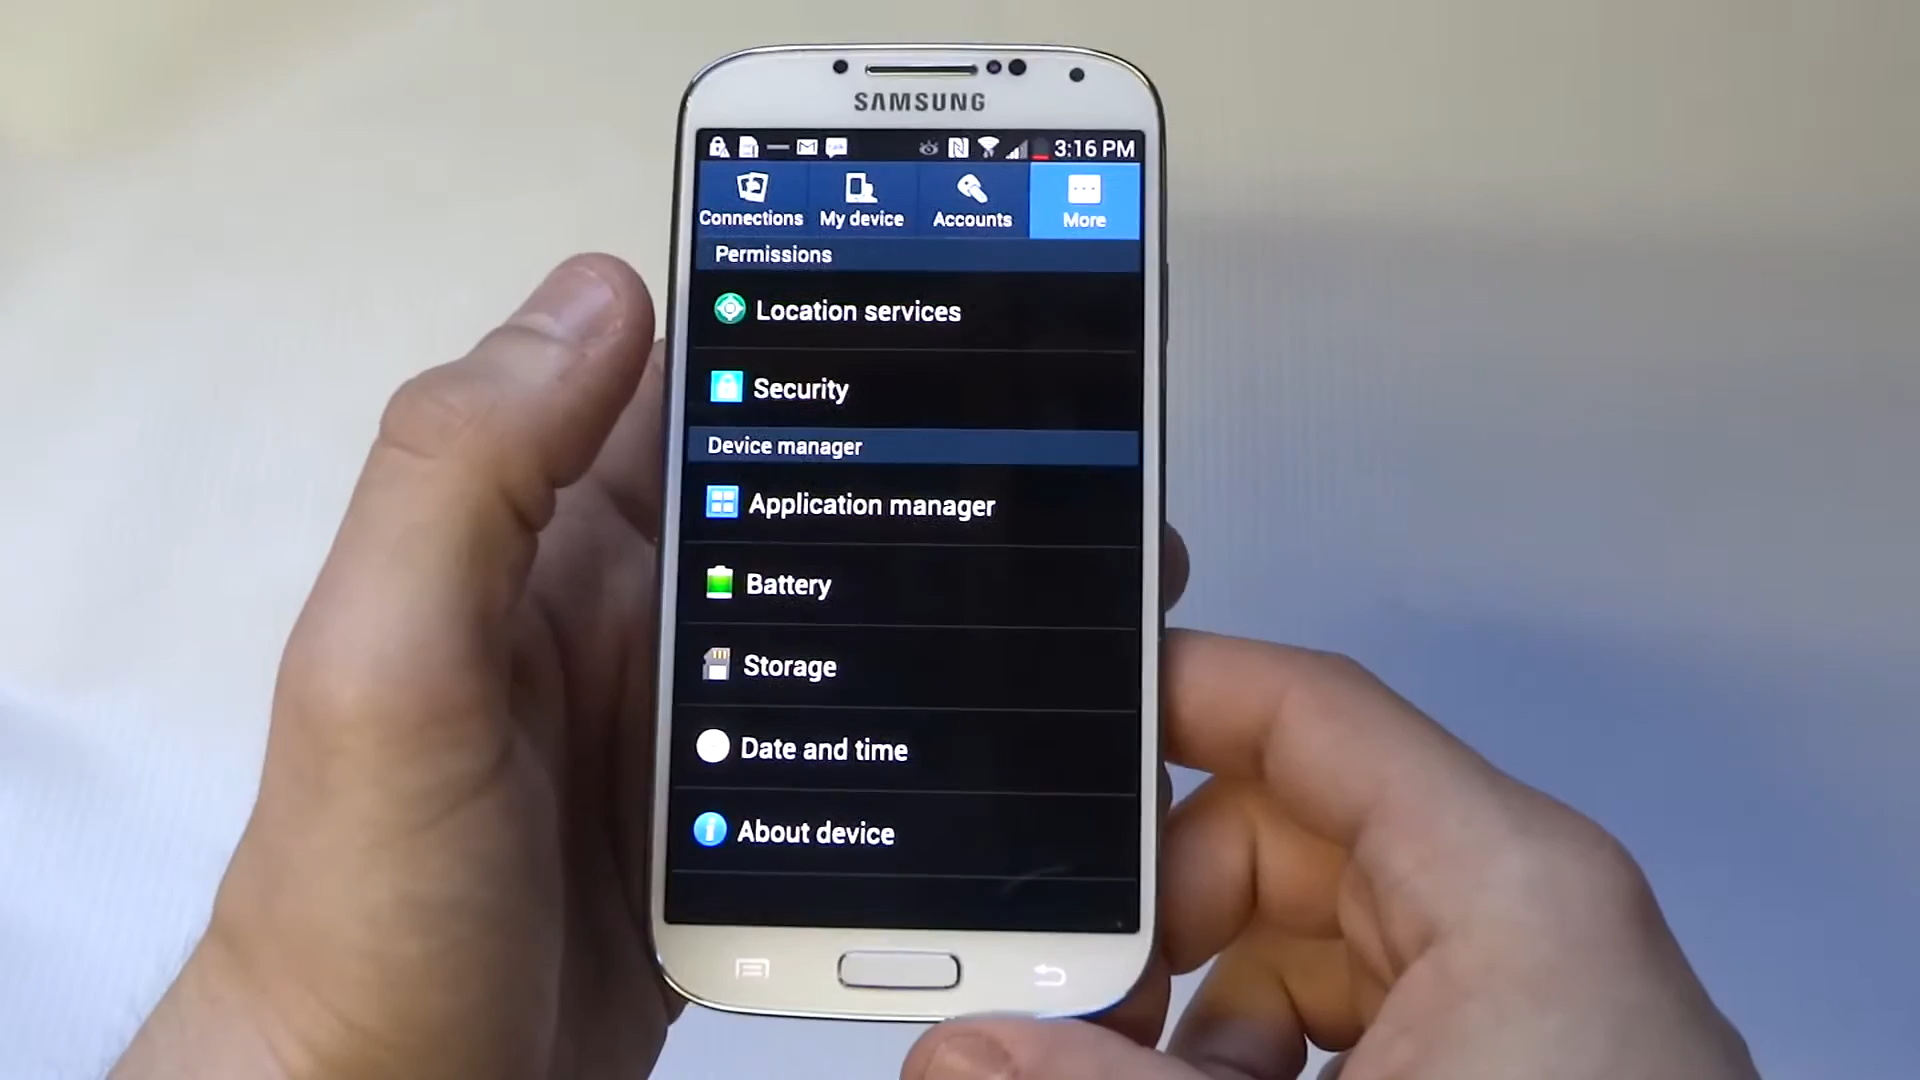 SAMSUNG
3:16 PM
Connections My device Accounts More
Permissions
Location services
Security
Device manager
Application manager
Battery
Storage
Date and time
About device